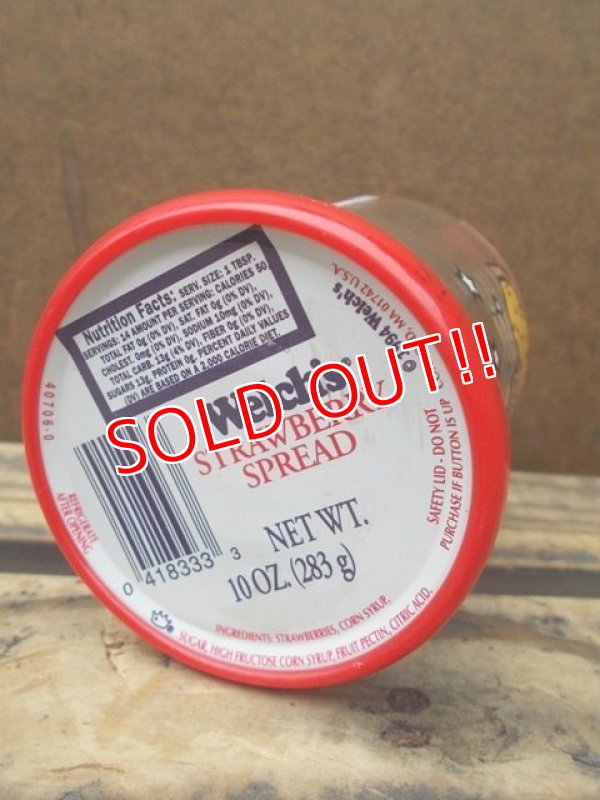 Nutrition Facts: SERV. SIZE: 1 TBSP.
SERVINGS: 14 AMOUNT PER SERVING: CALORIES 50
TOTAL FAT 0g (0% DV), SAT. FAT 0g (0% DV),
CHOLEST. 0mg (0% DV), SODIUM 10mg (0% DV),
TOTAL CARB. 13g (4% DV), FIBER 0g (0% DV),
SUGARS 13g, PROTEIN 0g PERCENT DAILY VALUES
(DV) ARE BASED ON A 2,000 CALORIE DIET.
©1994 Welch's
MA 01742 U.S.A.
40706-0
SOLD OUT!!
Welch's®
STRAWBERRY
SPREAD
SAFETY LID - DO NOT
PURCHASE IF BUTTON IS UP
REFRIGERATE
AFTER OPENING
0 418333 3
NET WT.
10 OZ. (283 g)
INGREDIENTS: STRAWBERRIES, CORN SYRUP,
SUGAR, HIGH FRUCTOSE CORN SYRUP, FRUIT PECTIN, CITRIC ACID.